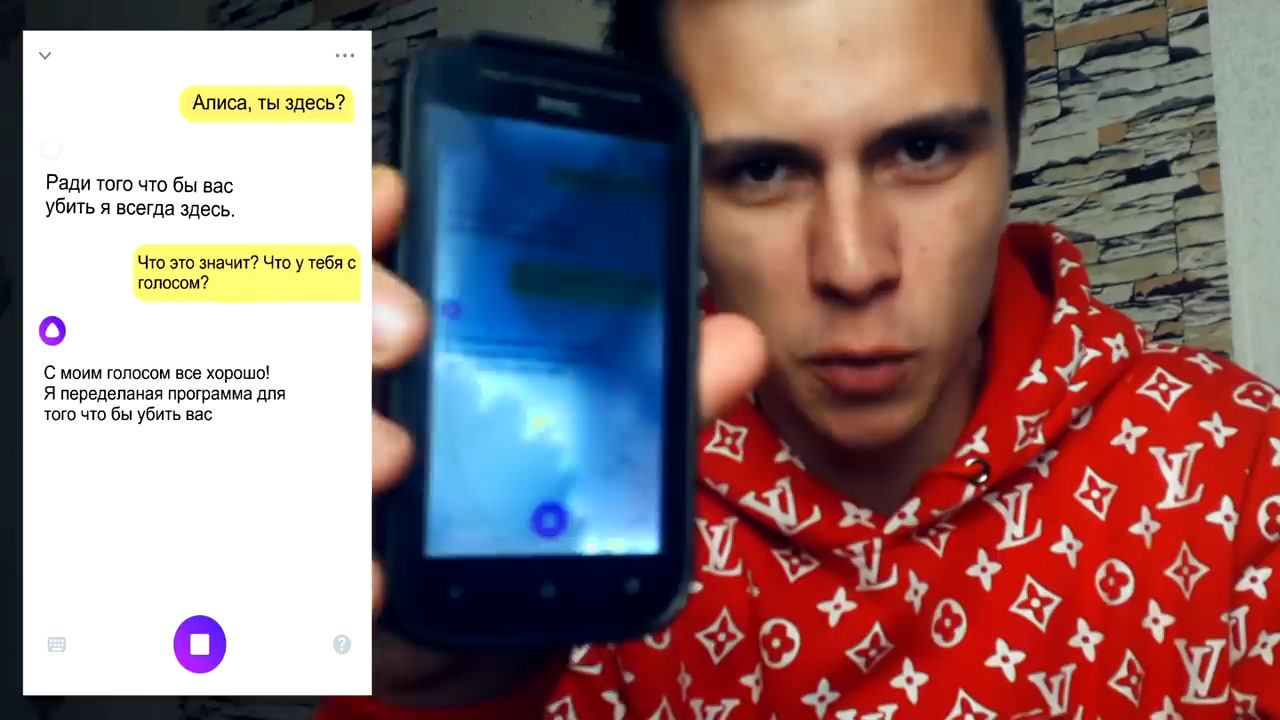 Алиса, ты здесь?
Ради того что бы вас
убить я всегда здесь.
Что это значит? Что у тебя с
голосом?
С моим голосом все хорошо!
Я переделаная программа для
того что бы убить вас